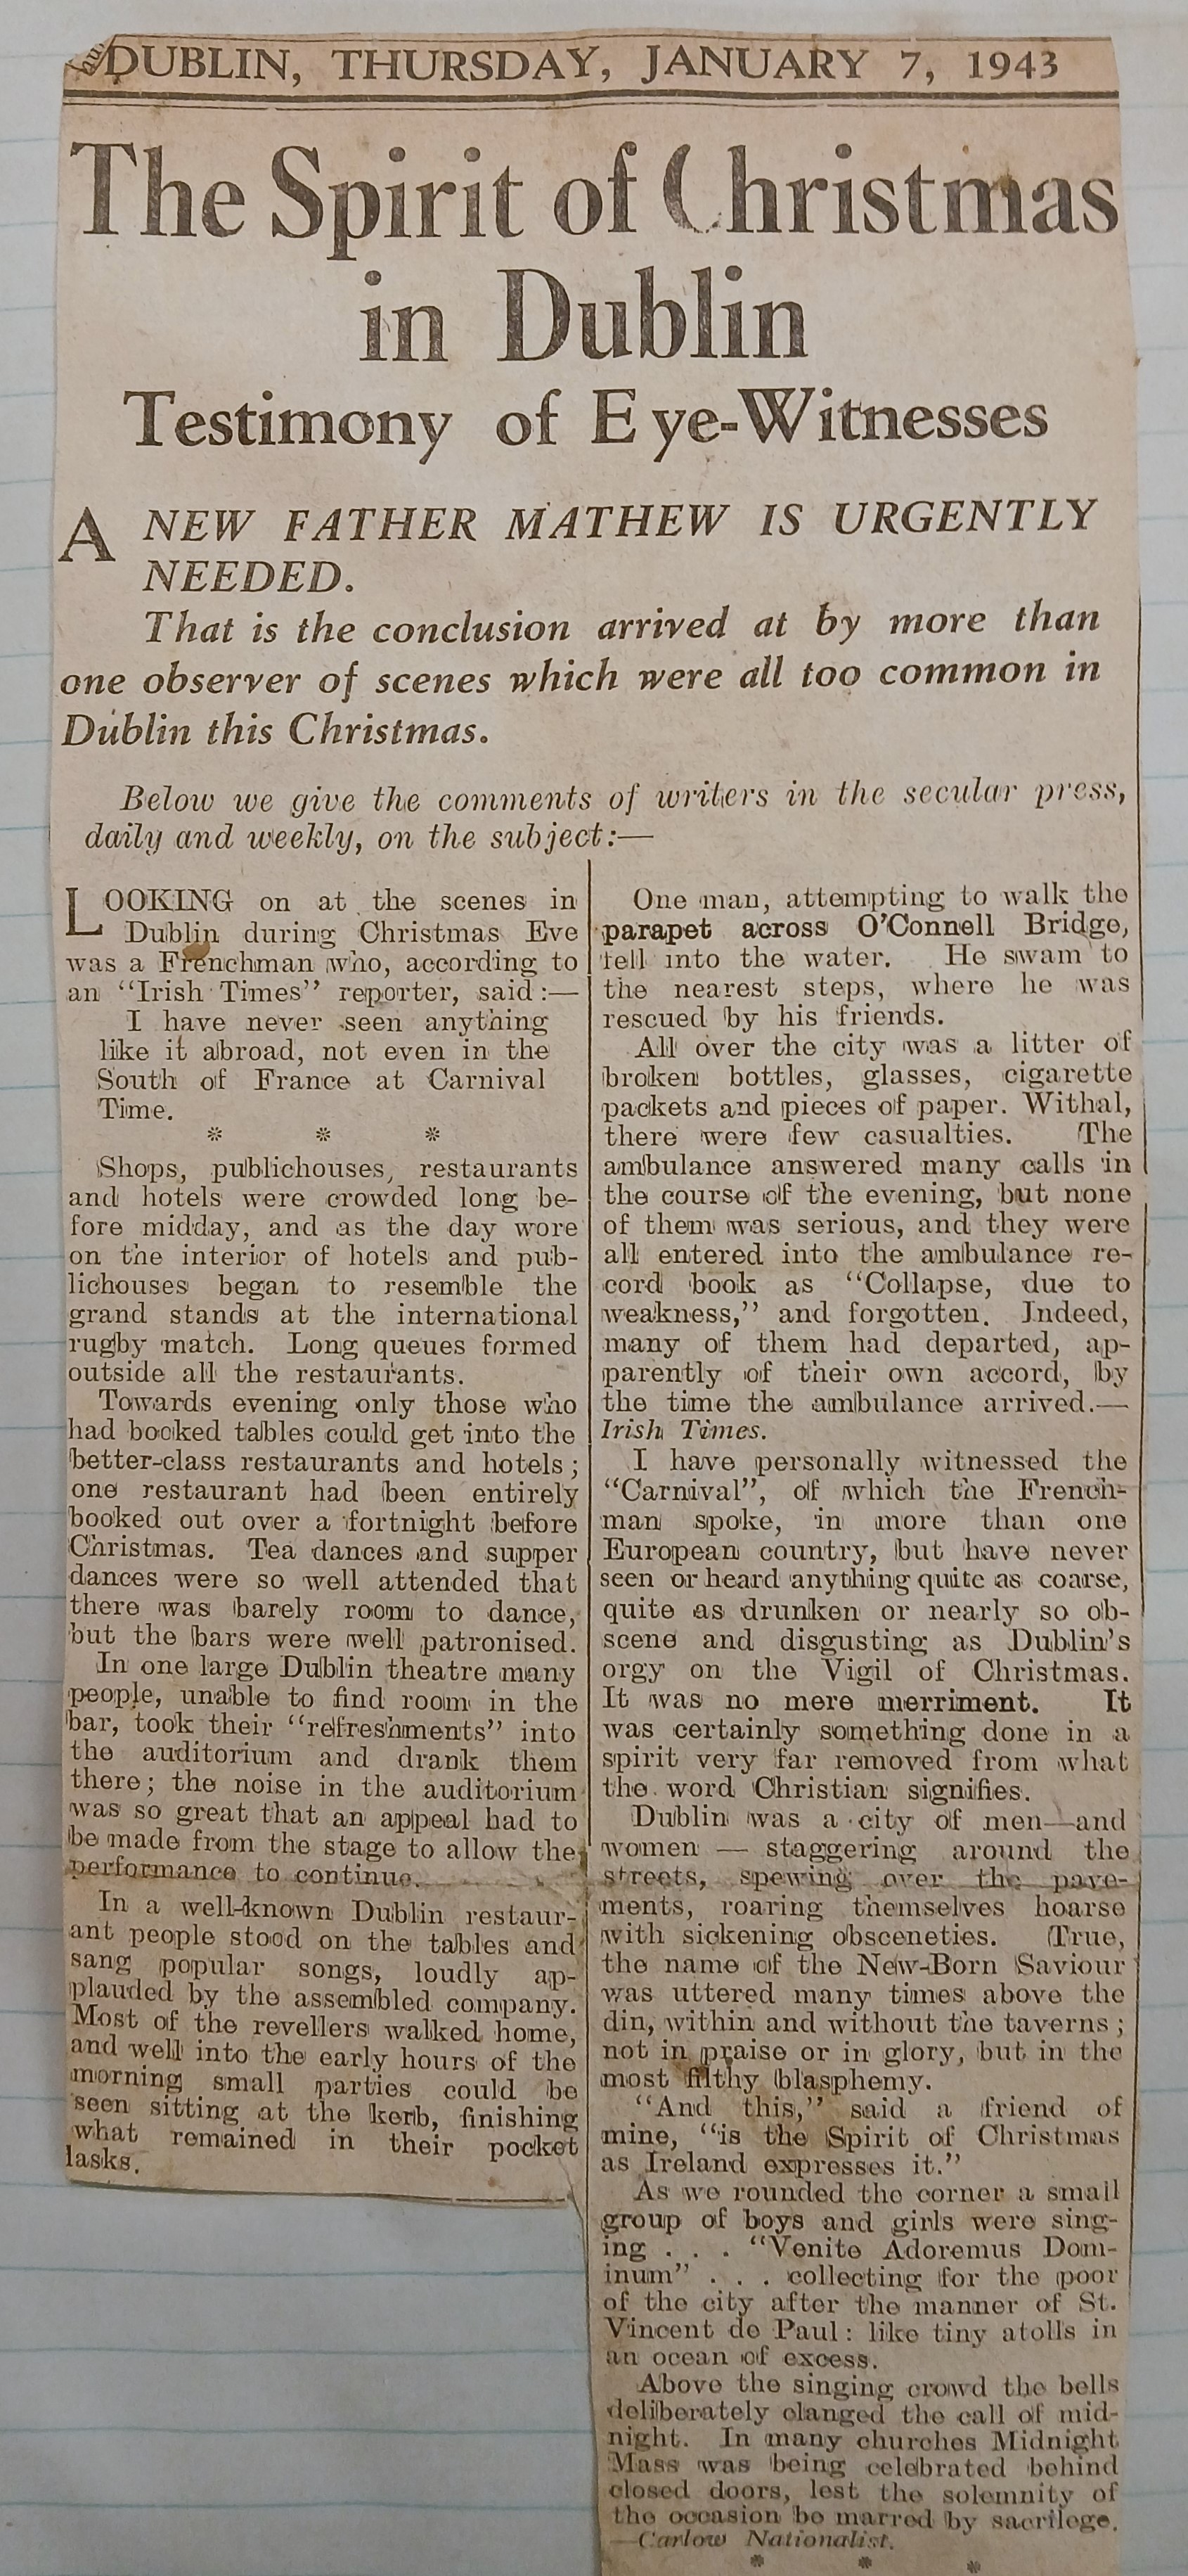 DUBLIN, THURSDAY, JANUARY 7, 1943
The Spirit of Christmas
in Dublin
Testimony of Eye-Witnesses
A NEW FATHER MATHEW IS URGENTLY
NEEDED.
That is the conclusion arrived at by more than
one observer of scenes which were all too common in
Dublin this Christmas.
Below we give the comments of writers in the secular press,
daily and weekly, on the subject:—
LOOKING on at the scenes in
Dublin during Christmas Eve
was a Frenchman who, according to
an "Irish Times" reporter, said:—
I have never seen anything
like it abroad, not even in the
South of France at Carnival
Time.
* * *
Shops, publichouses, restaurants
and hotels were crowded long be-
fore midday, and as the day wore
on the interior of hotels and pub-
lichouses began to resemble the
grand stands at the international
rugby match. Long queues formed
outside all the restaurants.
Towards evening only those who
had booked tables could get into the
better-class restaurants and hotels;
one restaurant had been entirely
booked out over a fortnight before
Christmas. Tea dances and supper
dances were so well attended that
there was barely room to dance,
but the bars were well patronised.
In one large Dublin theatre many
people, unable to find room in the
bar, took their "refreshments" into
the auditorium and drank them
there; the noise in the auditorium
was so great that an appeal had to
be made from the stage to allow the
performance to continue.
In a well-known Dublin restaur-
ant people stood on the tables and
sang popular songs, loudly ap-
plauded by the assembled company.
Most of the revellers walked home,
and well into the early hours of the
morning small parties could be
seen sitting at the kerb, finishing
what remained in their pocket
lasks.
One man, attempting to walk the
parapet across O'Connell Bridge,
fell into the water. He swam to
the nearest steps, where he was
rescued by his friends.
All over the city was a litter of
broken bottles, glasses, cigarette
packets and pieces of paper. Withal,
there were few casualties. The
ambulance answered many calls in
the course of the evening, but none
of them was serious, and they were
all entered into the ambulance re-
cord book as "Collapse, due to
weakness," and forgotten. Indeed,
many of them had departed, ap-
parently of their own accord, by
the time the ambulance arrived.—
Irish Times.
I have personally witnessed the
"Carnival", of which the French-
man spoke, in more than one
European country, but have never
seen or heard anything quite as coarse,
quite as drunken or nearly so ob-
scene and disgusting as Dublin's
orgy on the Vigil of Christmas.
It was no mere merriment. It
was certainly something done in a
spirit very far removed from what
the word Christian signifies.
Dublin was a city of men—and
women — staggering around the
streets, spewing over the pave-
ments, roaring themselves hoarse
with sickening obsceneties. True,
the name of the New-Born Saviour
was uttered many times above the
din, within and without the taverns;
not in praise or in glory, but in the
most filthy blasphemy.
"And this," said a friend of
mine, "is the Spirit of Christmas
as Ireland expresses it."
As we rounded the corner a small
group of boys and girls were sing-
ing . . . "Venite Adoremus Dom-
inum" . . . collecting for the poor
of the city after the manner of St.
Vincent de Paul: like tiny atolls in
an ocean of excess.
Above the singing crowd the bells
deliberately clanged the call of mid-
night. In many churches Midnight
Mass was being celebrated behind
closed doors, lest the solemnity of
the occasion be marred by sacrilege.
—Carlow Nationalist.
* * *